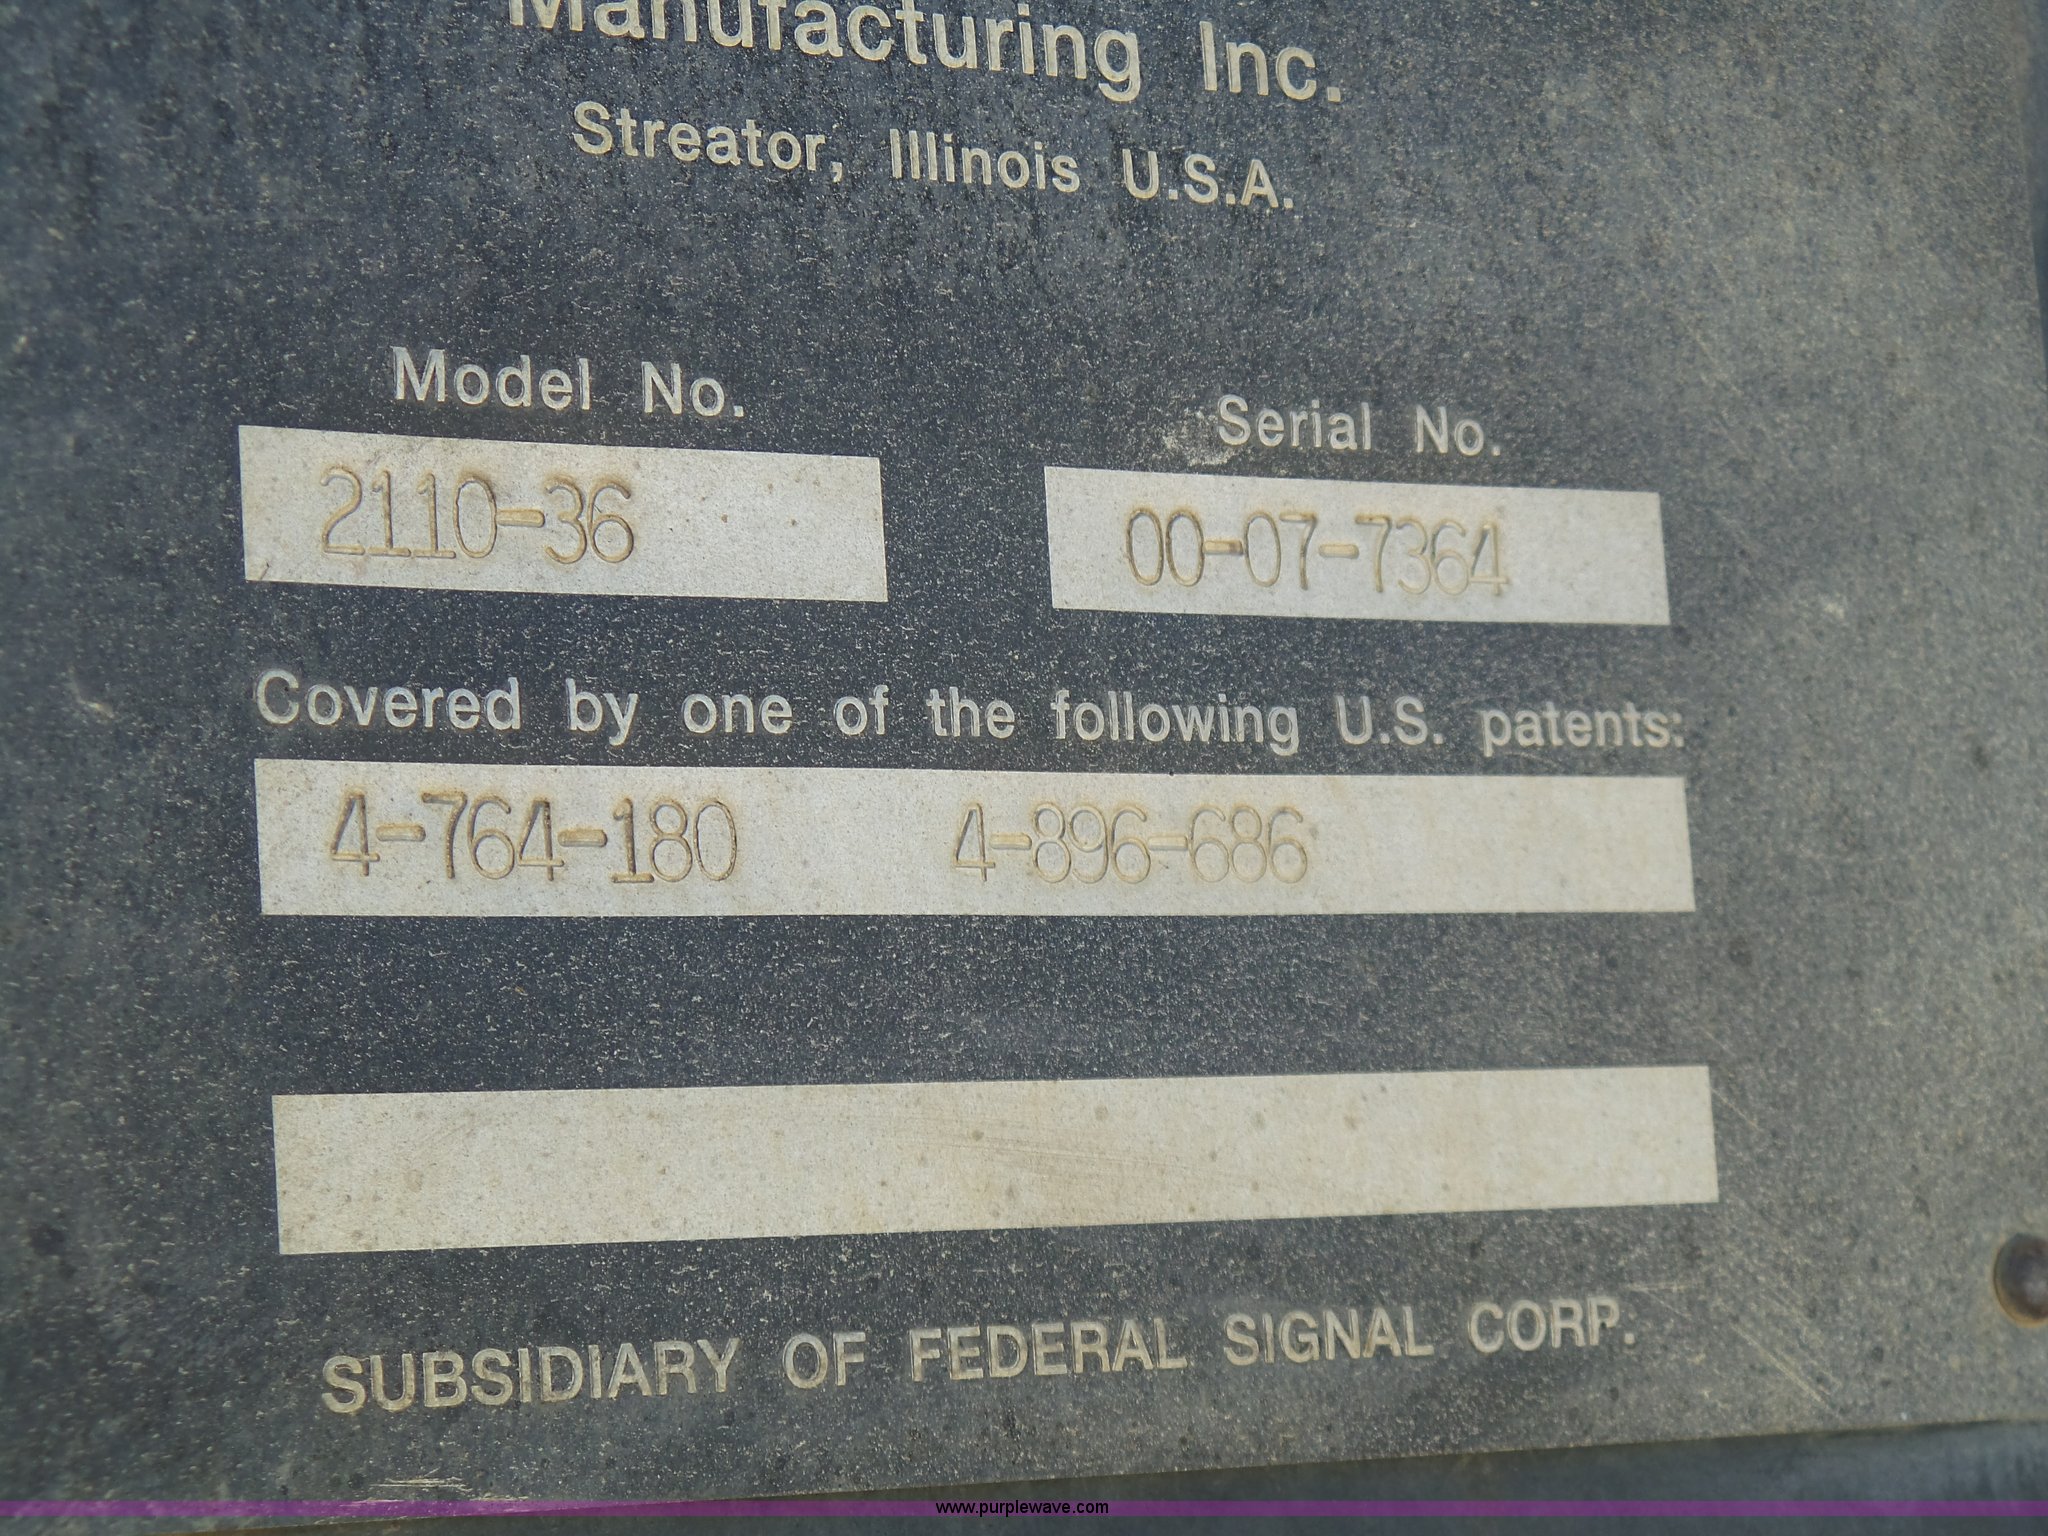 Manufacturing Inc.
Streator, Illinois U.S.A.
Model No. Serial No.
2110-36 00-07-7364
Covered by one of the following U.S. patents:
4-764-180 4-896-686
SUBSIDIARY OF FEDERAL SIGNAL CORP.
www.purplewave.com